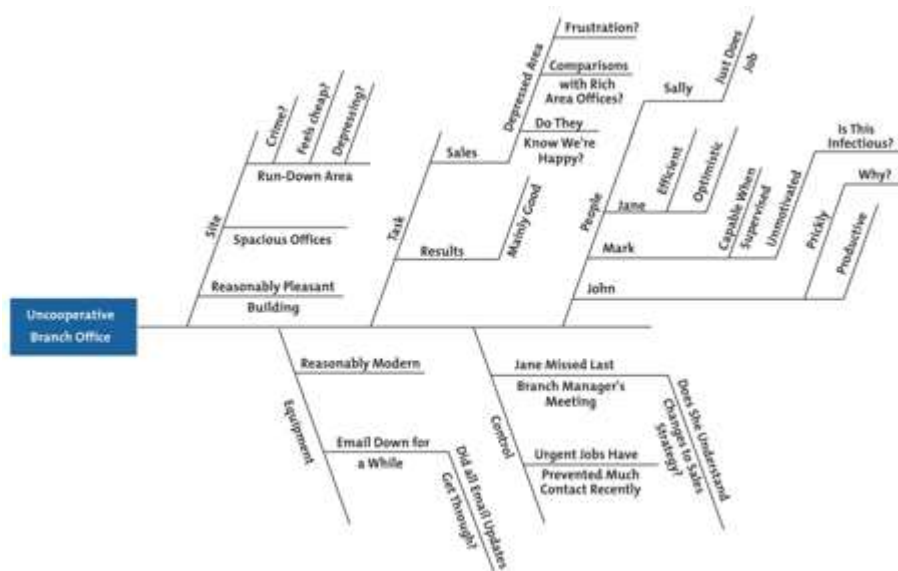 Uncooperative
Branch Office
Site
Crime?
Feels cheap?
Depressing?
Run-Down Area
Spacious Offices
Reasonably Pleasant
Building
Task
Sales
Depressed Area
Frustration?
Comparisons
with Rich
Area Offices?
Do They
Know We're
Happy?
Results
Mainly Good
People
Sally
Just Does
Job
Jane
Efficient
Optimistic
Mark
Capable When
Supervised
Unmotivated
Is This
Infectious?
John
Prickly
Why?
Productive
Equipment
Reasonably Modern
Email Down for
a While
Did all Email Updates
Get Through?
Control
Jane Missed Last
Branch Manager's
Meeting
Does She Understand
Changes to Sales
Strategy?
Urgent Jobs Have
Prevented Much
Contact Recently